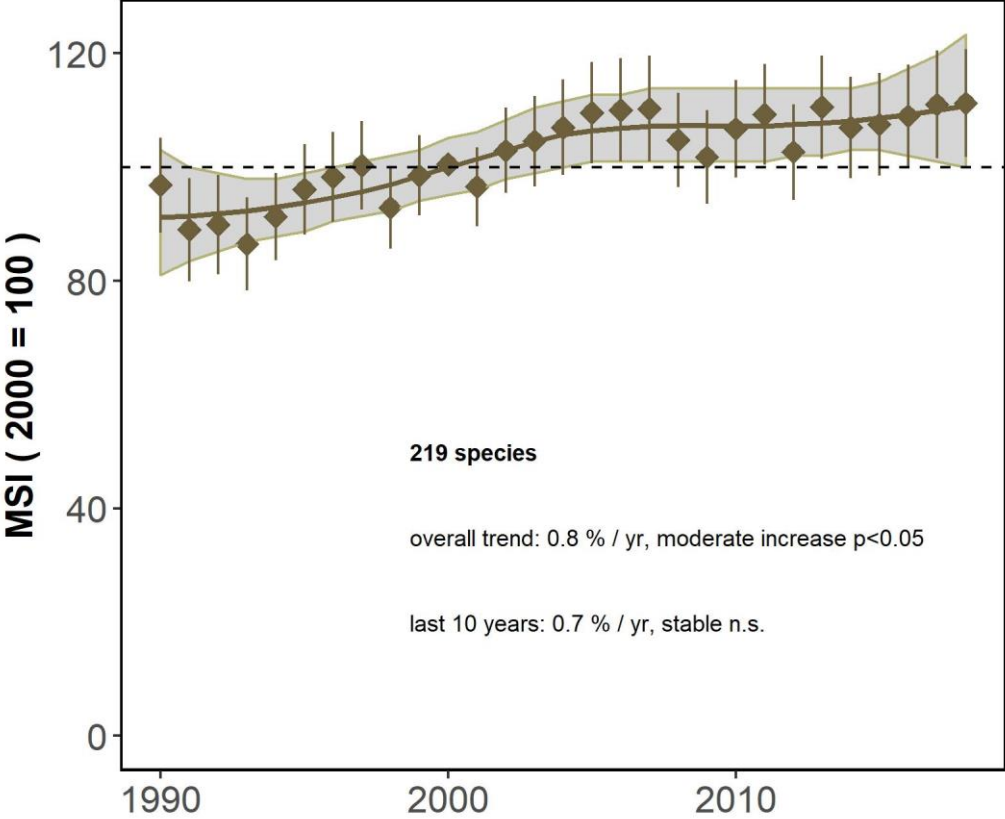 MSI ( 2000 = 100 )
120
80
40
0
219 species
overall trend: 0.8 % / yr, moderate increase p<0.05
last 10 years: 0.7 % / yr, stable n.s.
1990
2000
2010